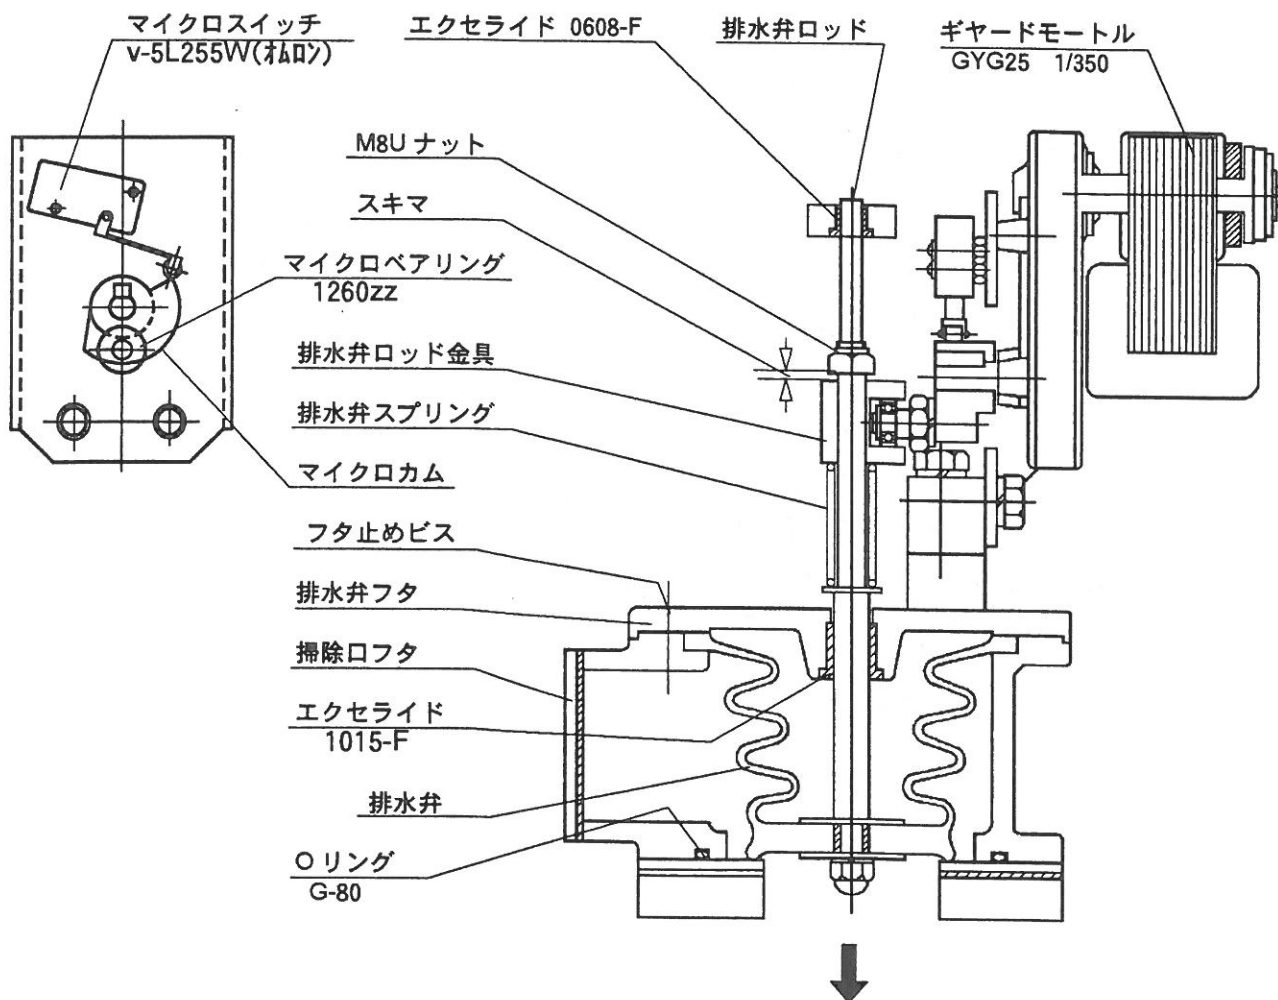 マイクロスイッチ
v-5L255W(オムロン)
エクセライド 0608-F
排水弁ロッド
ギヤードモートル
GYG25 1/350
M8U ナット
スキマ
マイクロベアリング
1260zz
排水弁ロッド金具
排水弁スプリング
マイクロカム
フタ止めビス
排水弁フタ
掃除口フタ
エクセライド
1015-F
排水弁
O リング
G-80